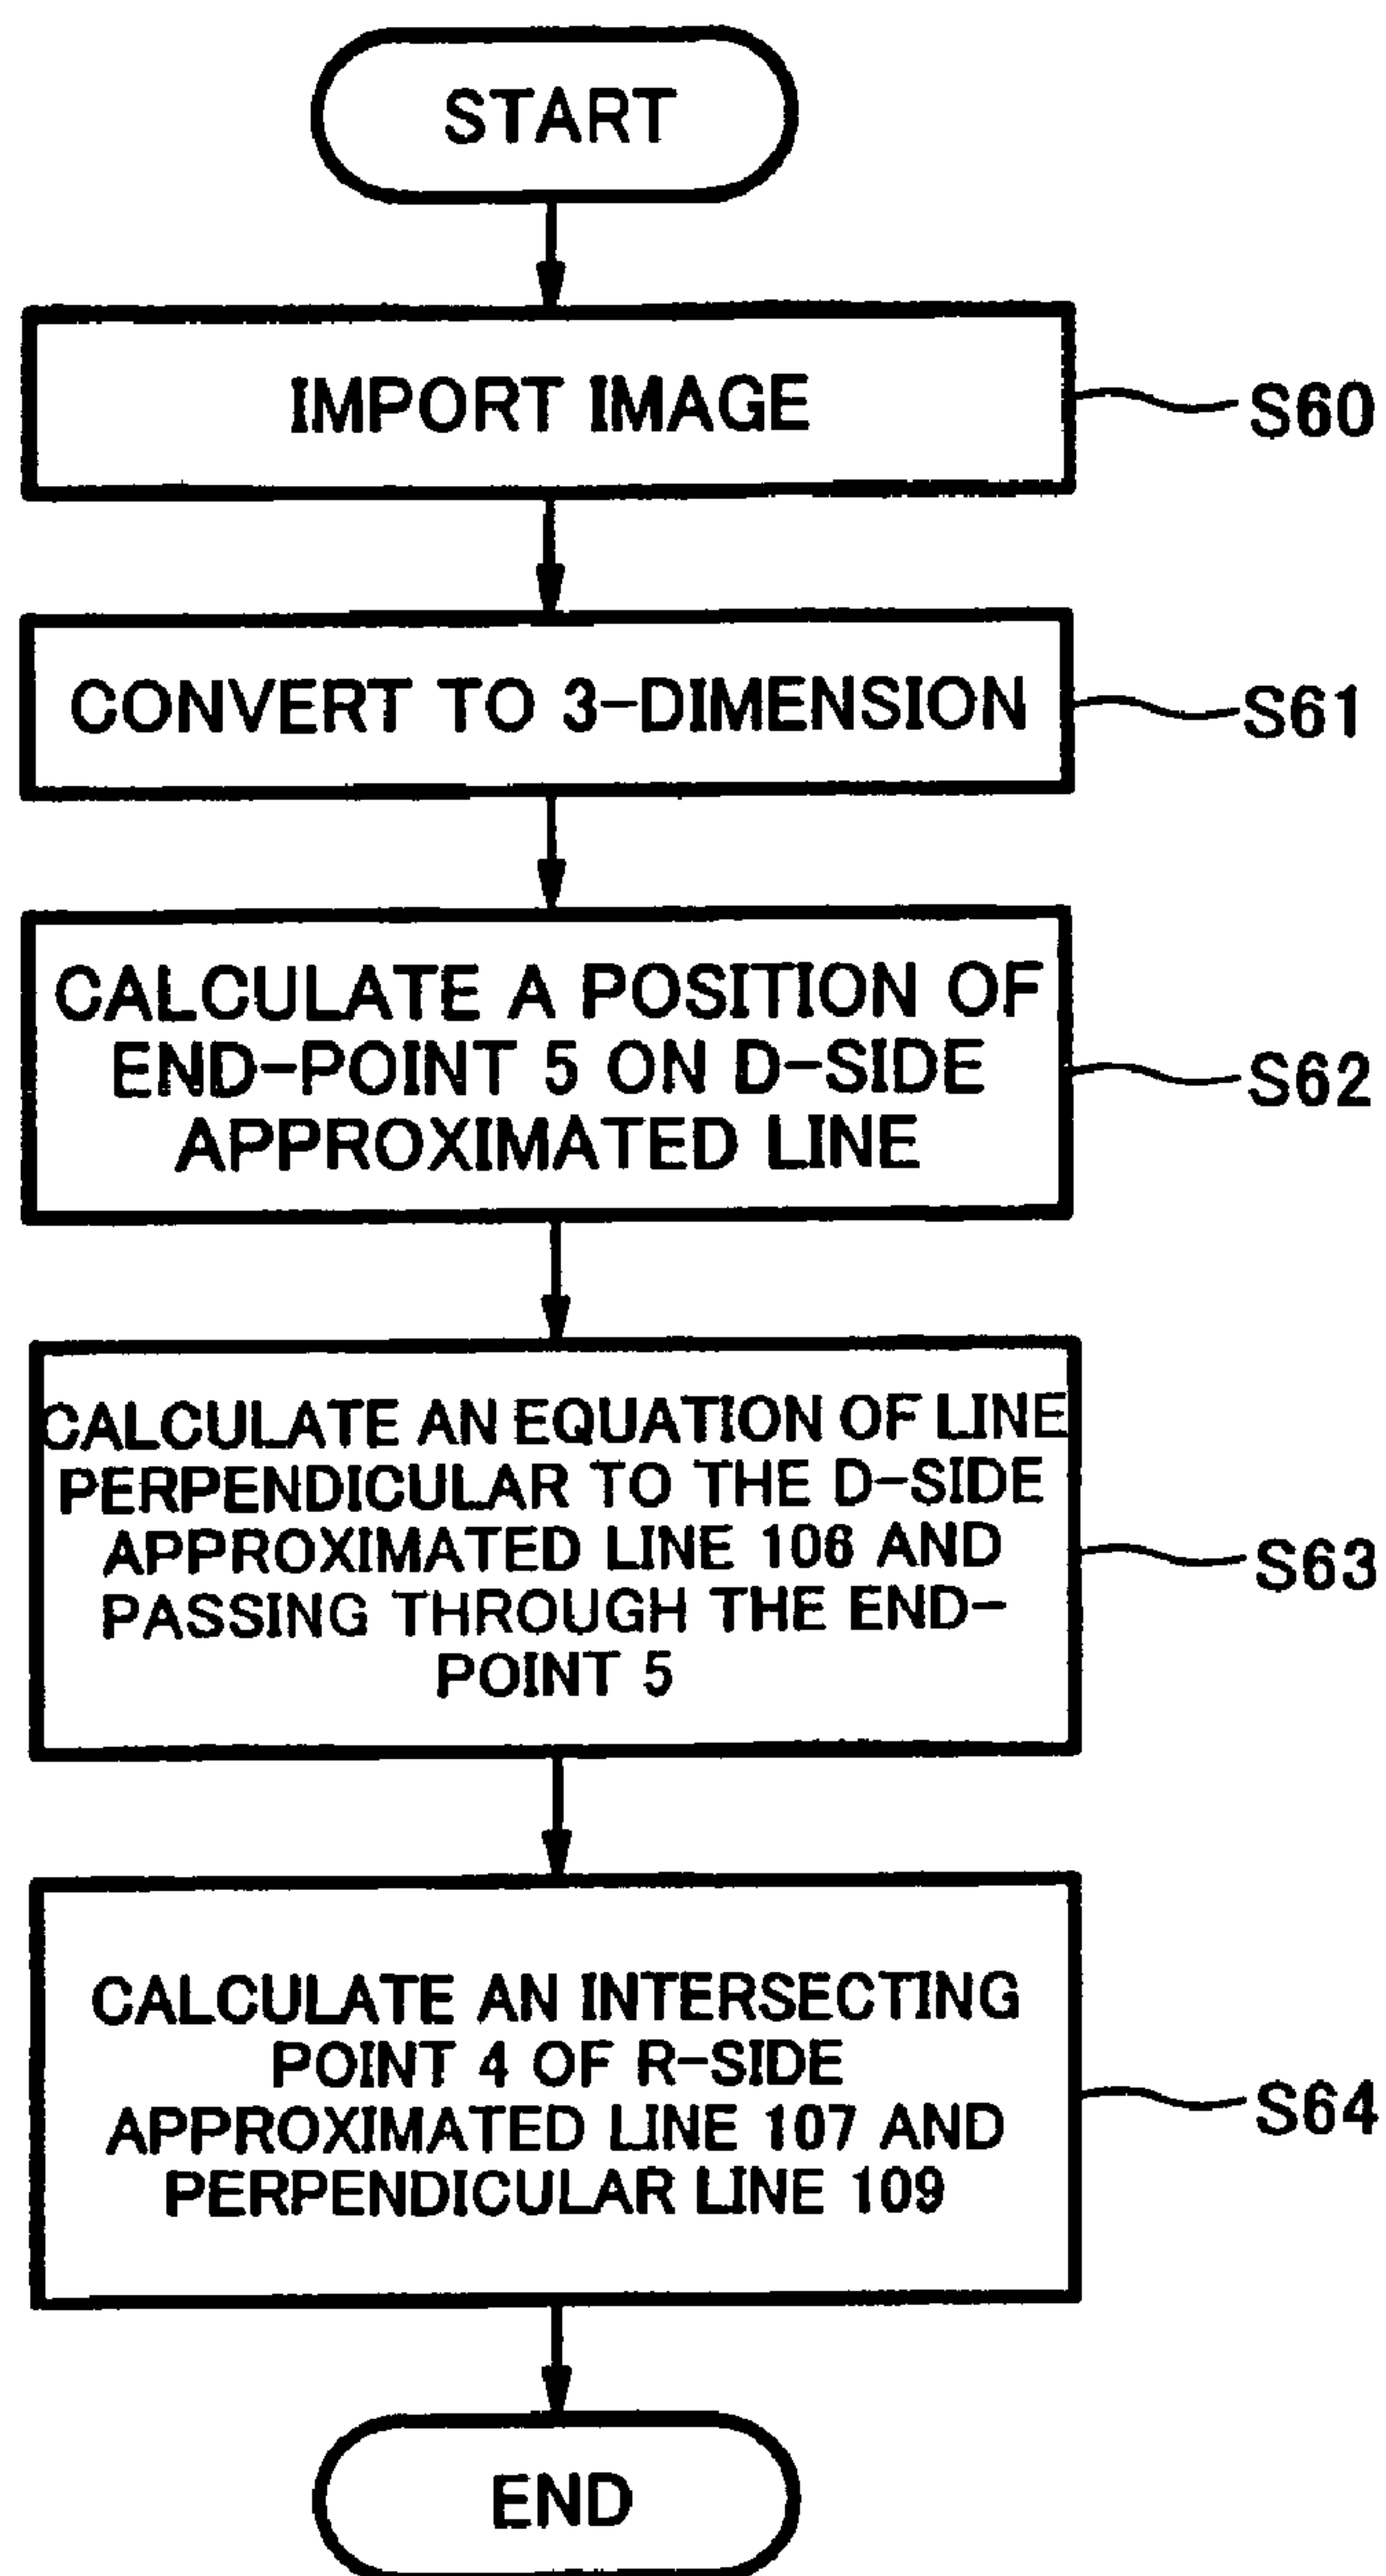 START
IMPORT IMAGE
S60
CONVERT TO 3-DIMENSION
S61
CALCULATE A POSITION OF
END-POINT 5 ON D-SIDE
APPROXIMATED LINE
S62
CALCULATE AN EQUATION OF LINE
PERPENDICULAR TO THE D-SIDE
APPROXIMATED LINE 106 AND
PASSING THROUGH THE END-
POINT 5
S63
CALCULATE AN INTERSECTING
POINT 4 OF R-SIDE
APPROXIMATED LINE 107 AND
PERPENDICULAR LINE 109
S64
END